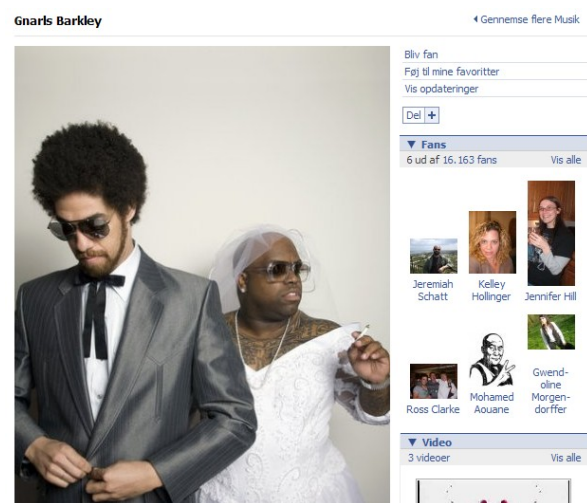 Gnarls Barkley
Gennemse flere Musik
Bliv fan
Føj til mine favoritter
Vis opdateringer
Del +
Fans
6 ud af 16.163 fans Vis alle
Jeremiah
Schatt
Kelley
Hollinger
Jennifer Hill
Ross Clarke
Mohamed
Aouane
Gwend-
oline
Morgen-
dorffer
Video
3 videoer Vis alle